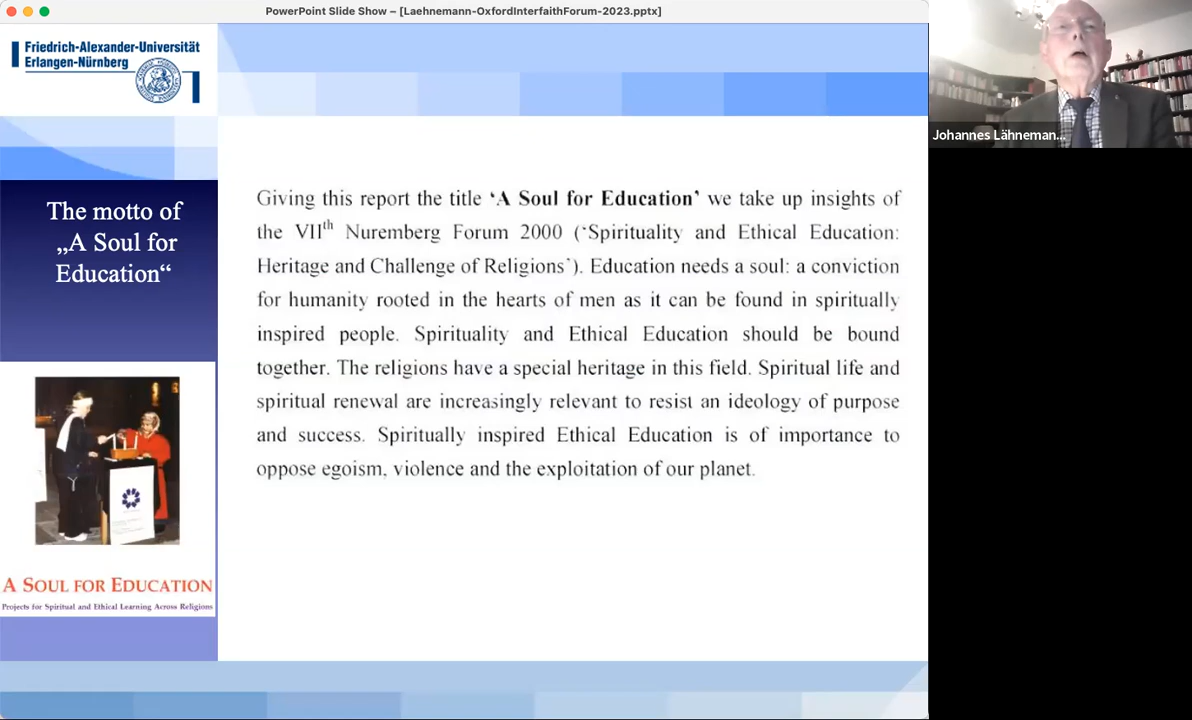 PowerPoint Slide Show – [Laehnemann-OxfordInterfaithForum-2023.pptx]
Friedrich-Alexander-Universität
Erlangen-Nürnberg
The motto of
„A Soul for
Education“
Giving this report the title ‘A Soul for Education’ we take up insights of
the VIIth Nuremberg Forum 2000 (‘Spirituality and Ethical Education:
Heritage and Challenge of Religions`). Education needs a soul: a conviction
for humanity rooted in the hearts of men as it can be found in spiritually
inspired people. Spirituality and Ethical Education should be bound
together. The religions have a special heritage in this field. Spiritual life and
spiritual renewal are increasingly relevant to resist an ideology of purpose
and success. Spiritually inspired Ethical Education is of importance to
oppose egoism, violence and the exploitation of our planet.
A SOUL FOR EDUCATION
Projects for Spiritual and Ethical Learning Across Religions
Johannes Lähneman...